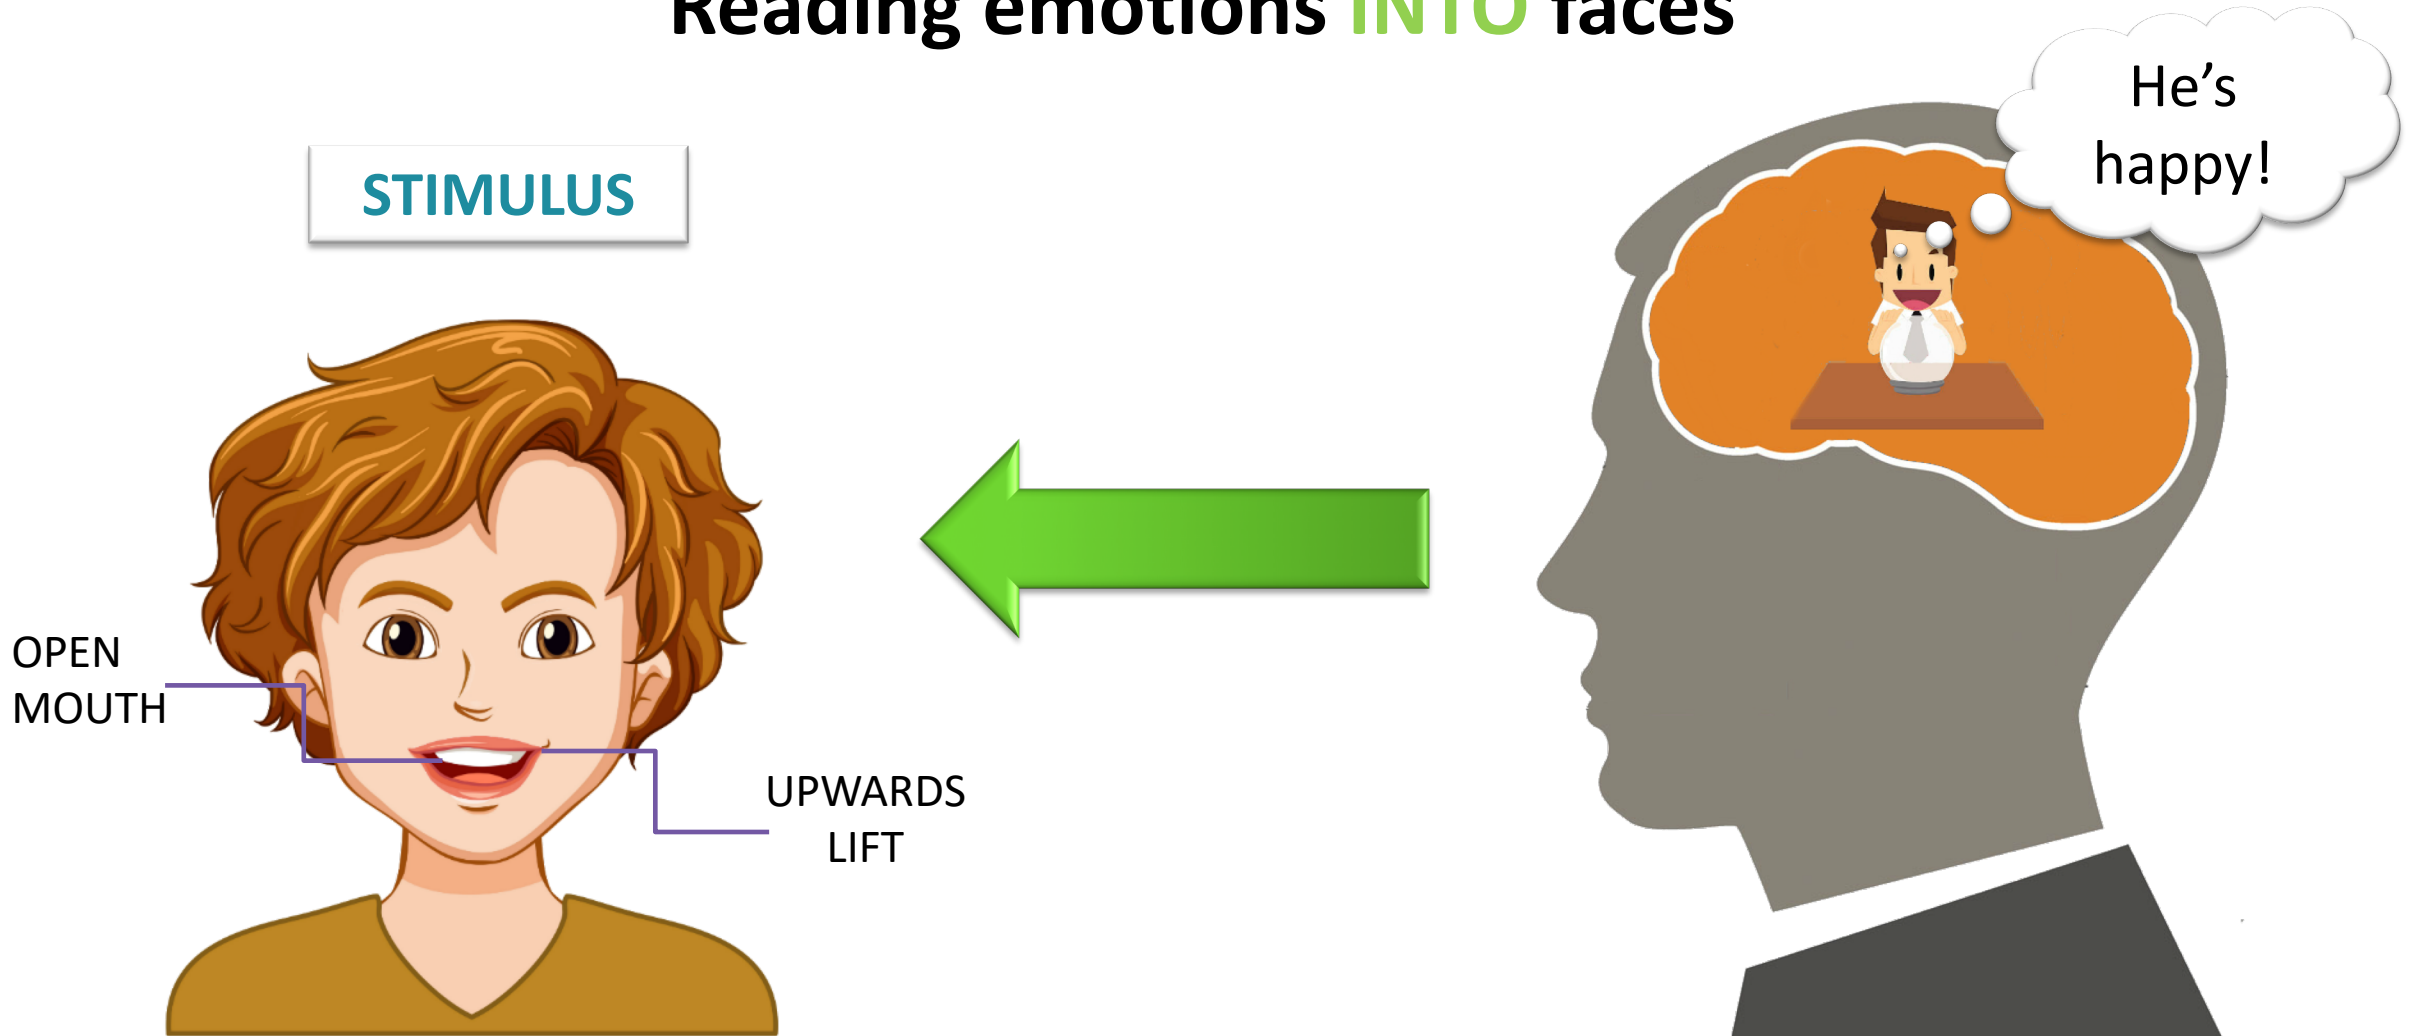 Reading emotions INTO faces
He’s
happy!
STIMULUS
OPEN
MOUTH
UPWARDS
LIFT